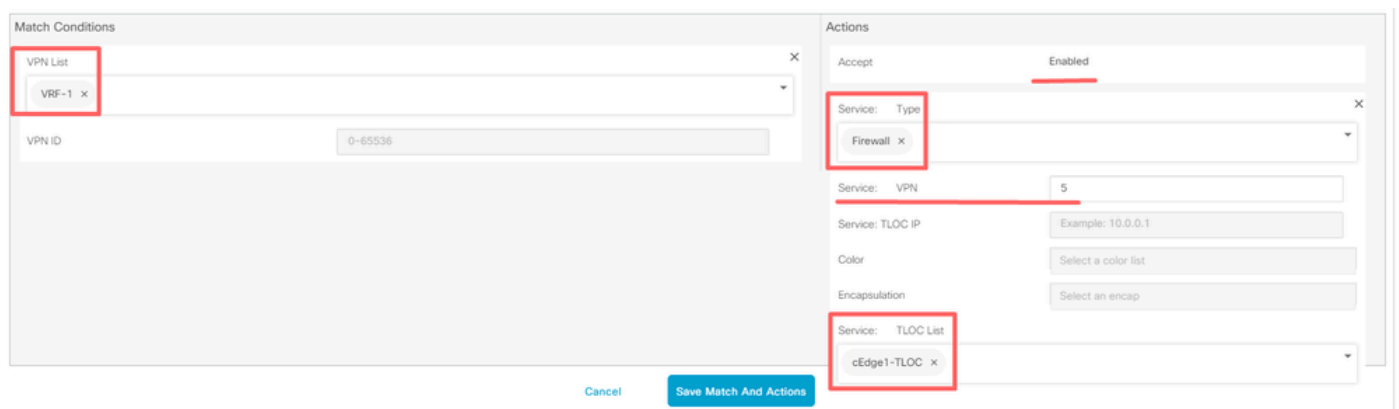 Match Conditions
VPN List
×
VRF-1 ×
VPN ID
0-65536
Actions
Accept
Enabled
Service: Type
×
Firewall ×
Service: VPN
5
Service: TLOC IP
Example: 10.0.0.1
Color
Select a color list
Encapsulation
Select an encap
Service: TLOC List
cEdge1-TLOC ×
Cancel
Save Match And Actions